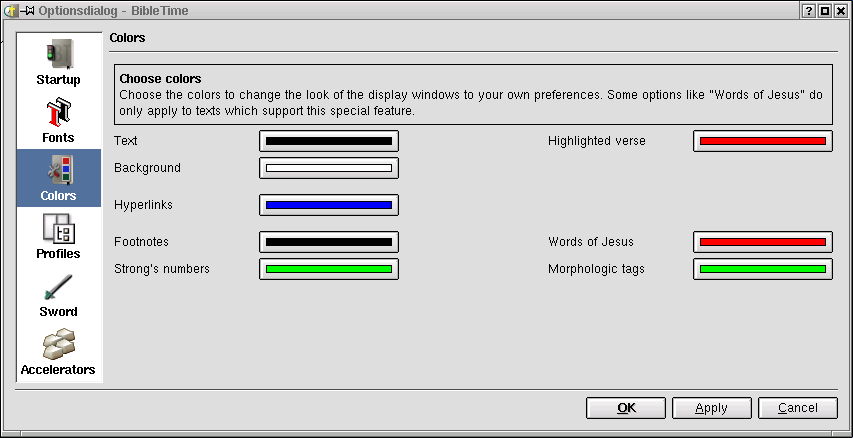 Optionsdialog - BibleTime
Colors
Startup
Fonts
Colors
Profiles
Sword
Accelerators
Choose colors
Choose the colors to change the look of the display windows to your own preferences. Some options like "Words of Jesus" do
only apply to texts which support this special feature.
Text
Highlighted verse
Background
Hyperlinks
Footnotes
Words of Jesus
Strong's numbers
Morphologic tags
OK
Apply
Cancel